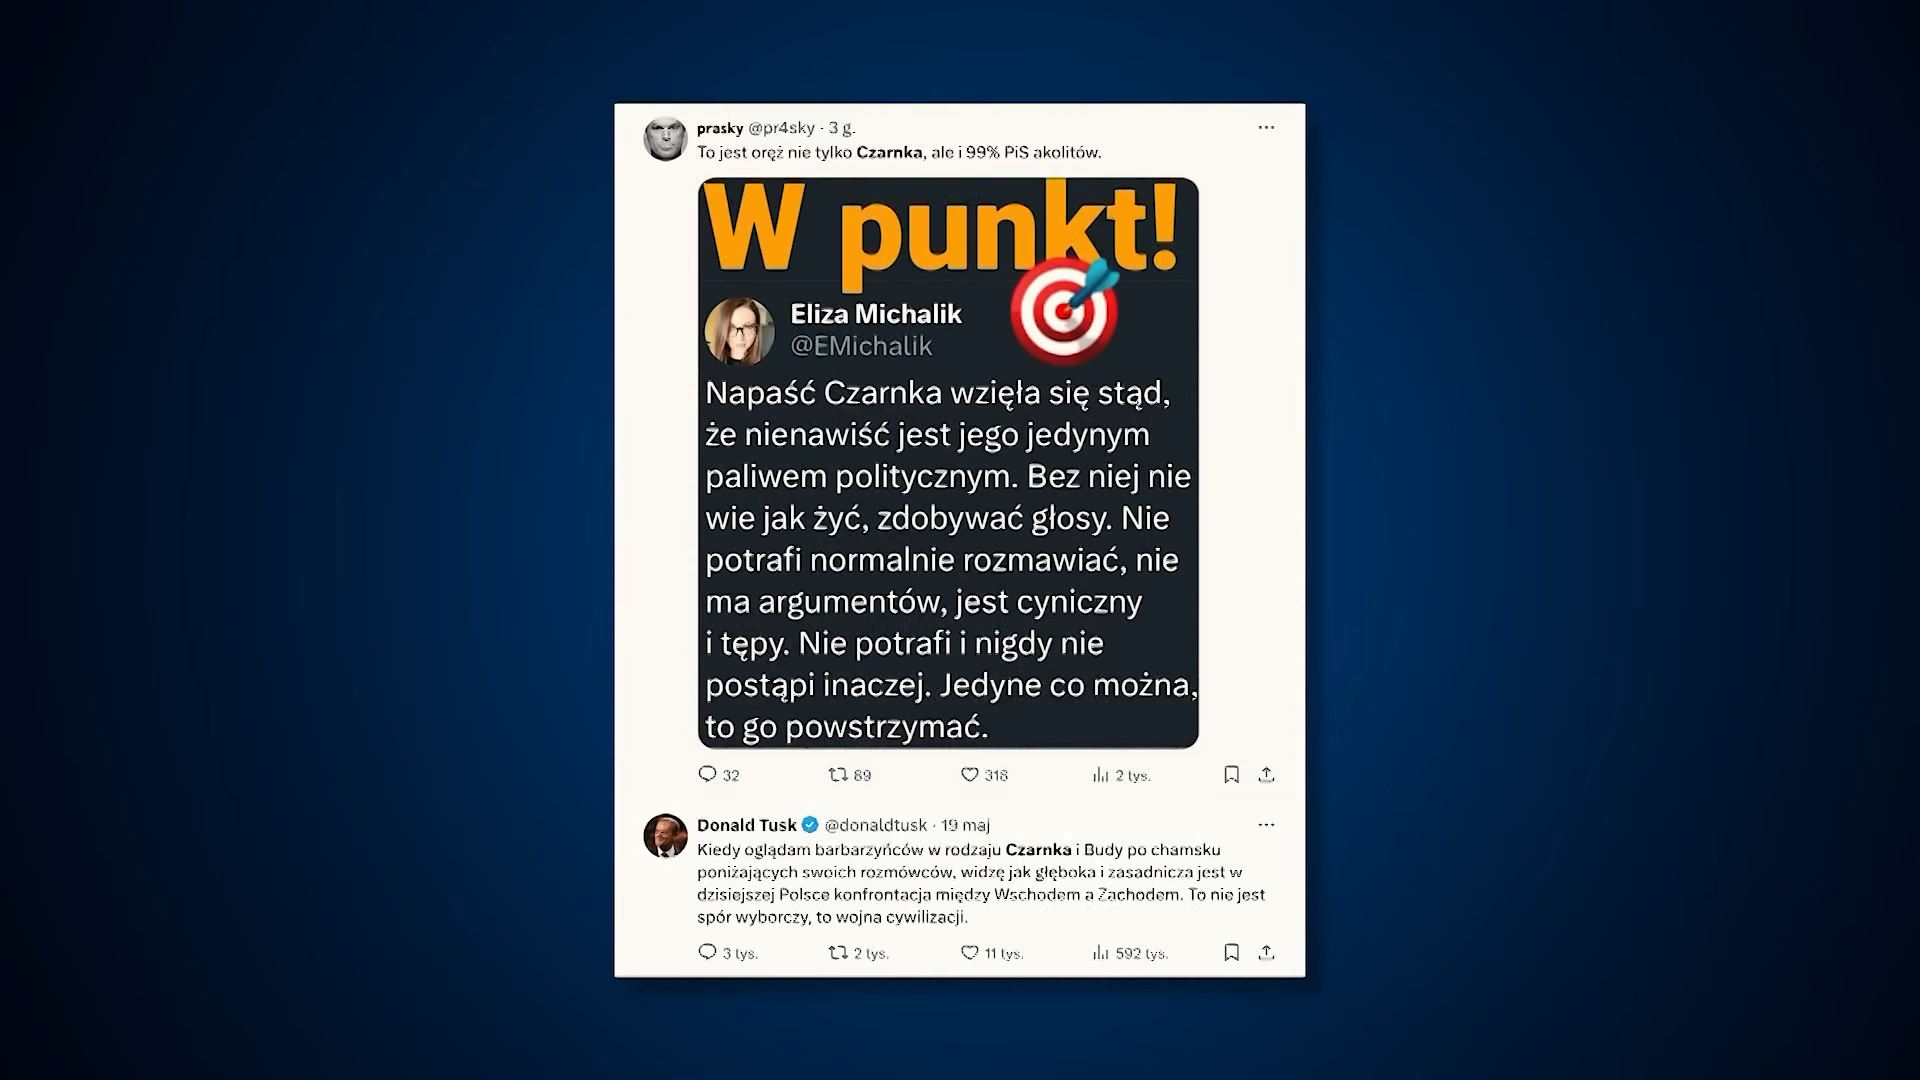 prasky @pr4sky · 3 g.
To jest oręż nie tylko Czarnka, ale i 99% PiS akolitów.
W punkt!
Eliza Michalik
@EMichalik
Napaść Czarnka wzięła się stąd,
że nienawiść jest jego jedynym
paliwem politycznym. Bez niej nie
wie jak żyć, zdobywać głosy. Nie
potrafi normalnie rozmawiać, nie
ma argumentów, jest cyniczny
i tępy. Nie potrafi i nigdy nie
postąpi inaczej. Jedyne co można,
to go powstrzymać.
32 89 318 2 tys.
Donald Tusk @donaldtusk · 19 maj
Kiedy oglądam barbarzyńców w rodzaju Czarnka i Budy po chamsku
poniżających swoich rozmówców, widzę jak głęboka i zasadnicza jest w
dzisiejszej Polsce konfrontacja między Wschodem a Zachodem. To nie jest
spór wyborczy, to wojna cywilizacji.
3 tys. 2 tys. 11 tys. 592 tys.